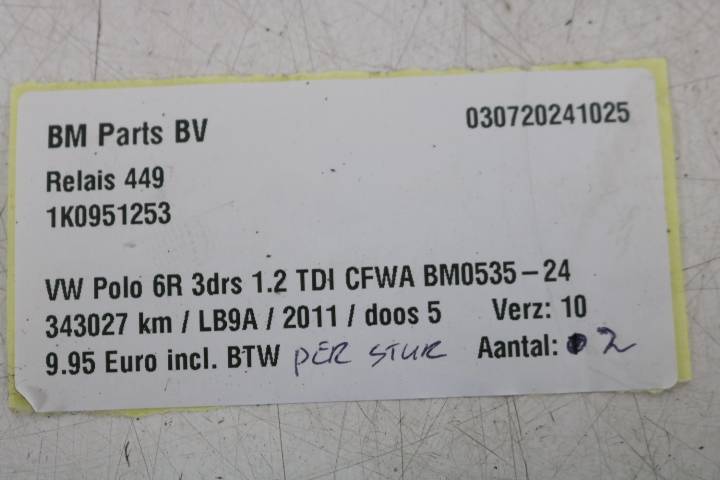 BM Parts BV 030720241025
Relais 449
1K0951253
VW Polo 6R 3drs 1.2 TDI CFWA BM0535-24
343027 km / LB9A / 2011 / doos 5 Verz: 10
9.95 Euro incl. BTW PER STUK Aantal: 2